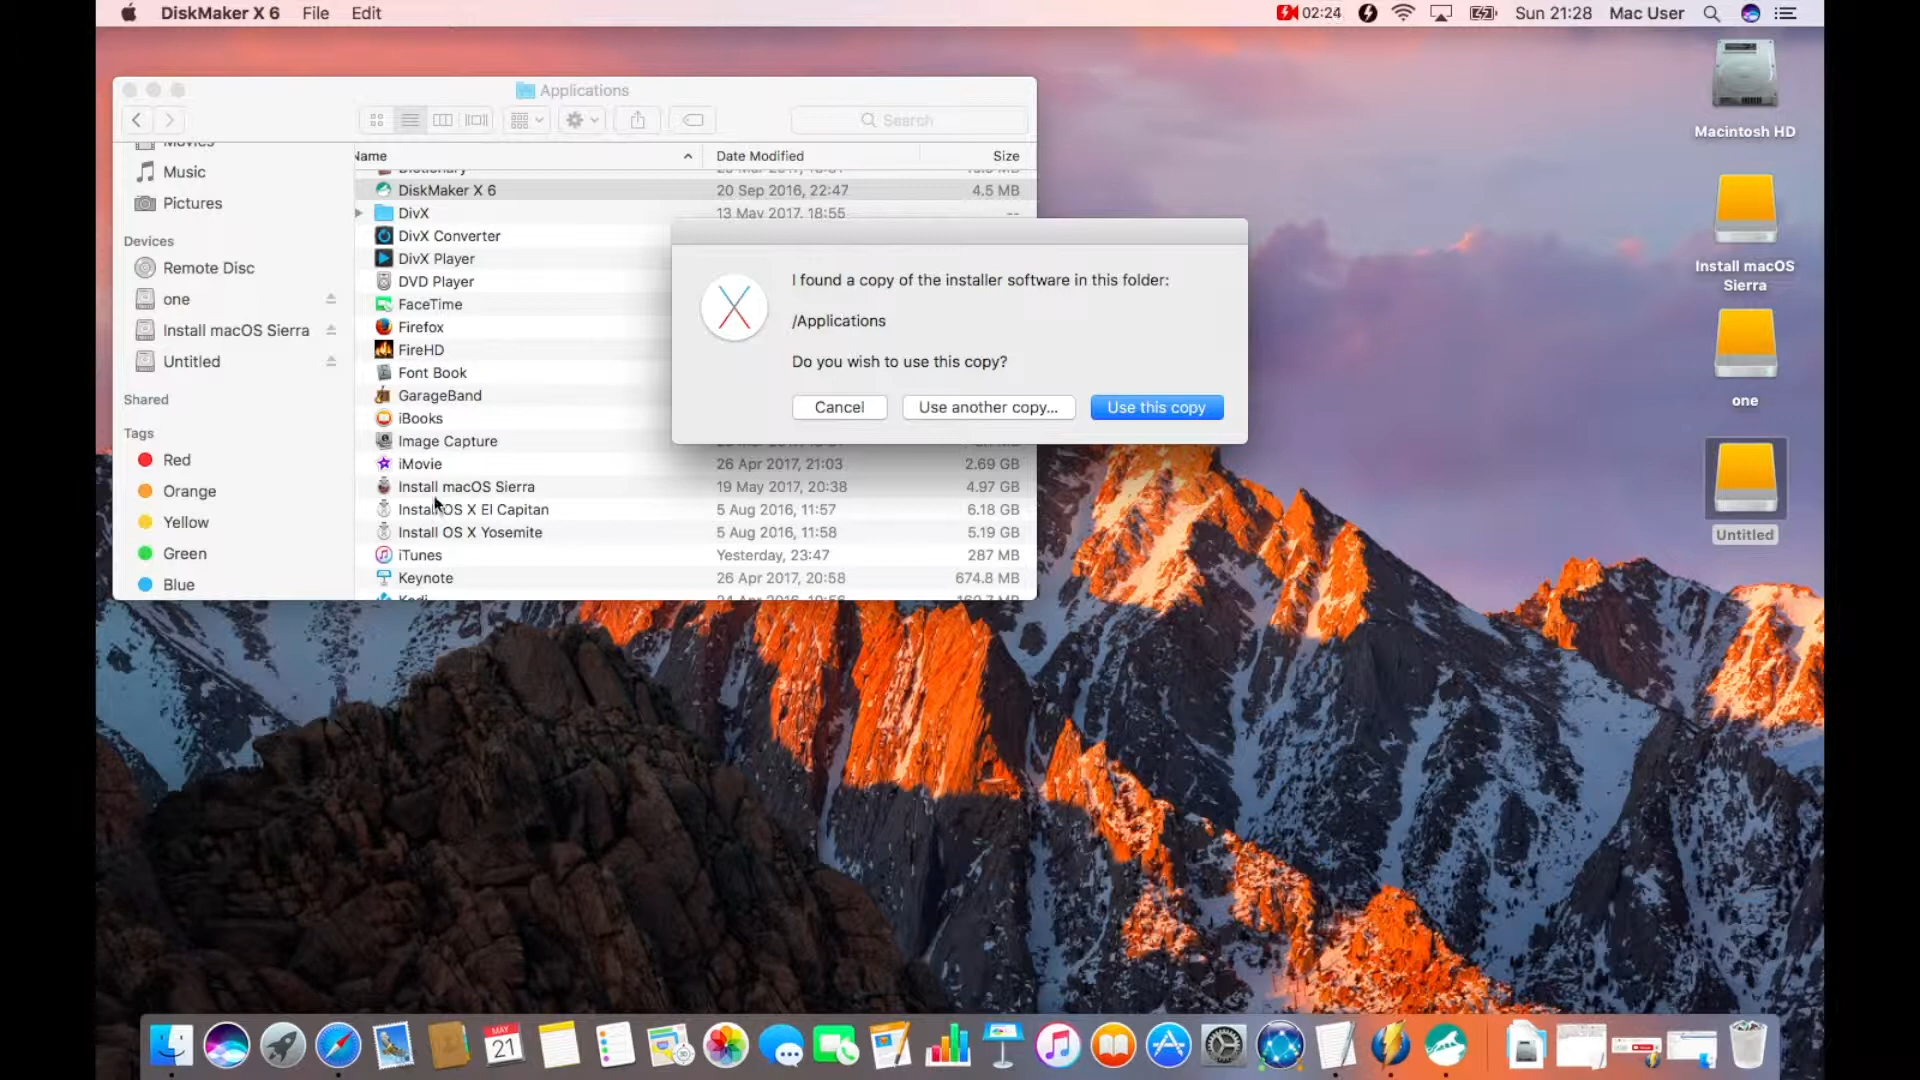 DiskMaker X 6 File Edit 02:24 Sun 21:28 Mac User
Applications
Search
Movies
Music
Pictures
Devices
Remote Disc
one
Install macOS Sierra
Untitled
Shared
Tags
Red
Orange
Yellow
Green
Blue
Name Date Modified Size
Dictionary
DiskMaker X 6 20 Sep 2016, 22:47 4.5 MB
DivX 13 May 2017, 18:55 --
DivX Converter
DivX Player
DVD Player
FaceTime
Firefox
FireHD
Font Book
GarageBand
iBooks
Image Capture
iMovie 26 Apr 2017, 21:03 2.69 GB
Install macOS Sierra 19 May 2017, 20:38 4.97 GB
Install OS X El Capitan 5 Aug 2016, 11:57 6.18 GB
Install OS X Yosemite 5 Aug 2016, 11:58 5.19 GB
iTunes Yesterday, 23:47 287 MB
Keynote 26 Apr 2017, 20:58 674.8 MB
I found a copy of the installer software in this folder:
/Applications
Do you wish to use this copy?
Cancel Use another copy... Use this copy
Macintosh HD
Install macOS
Sierra
one
Untitled
MAY
21